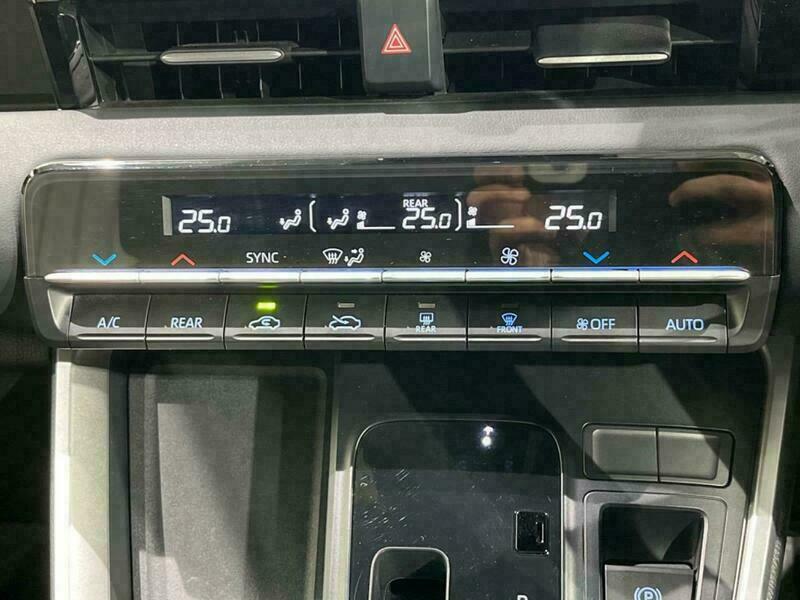 REAR
25.0 25.0 25.0
SYNC
A/C REAR REAR FRONT OFF AUTO
P